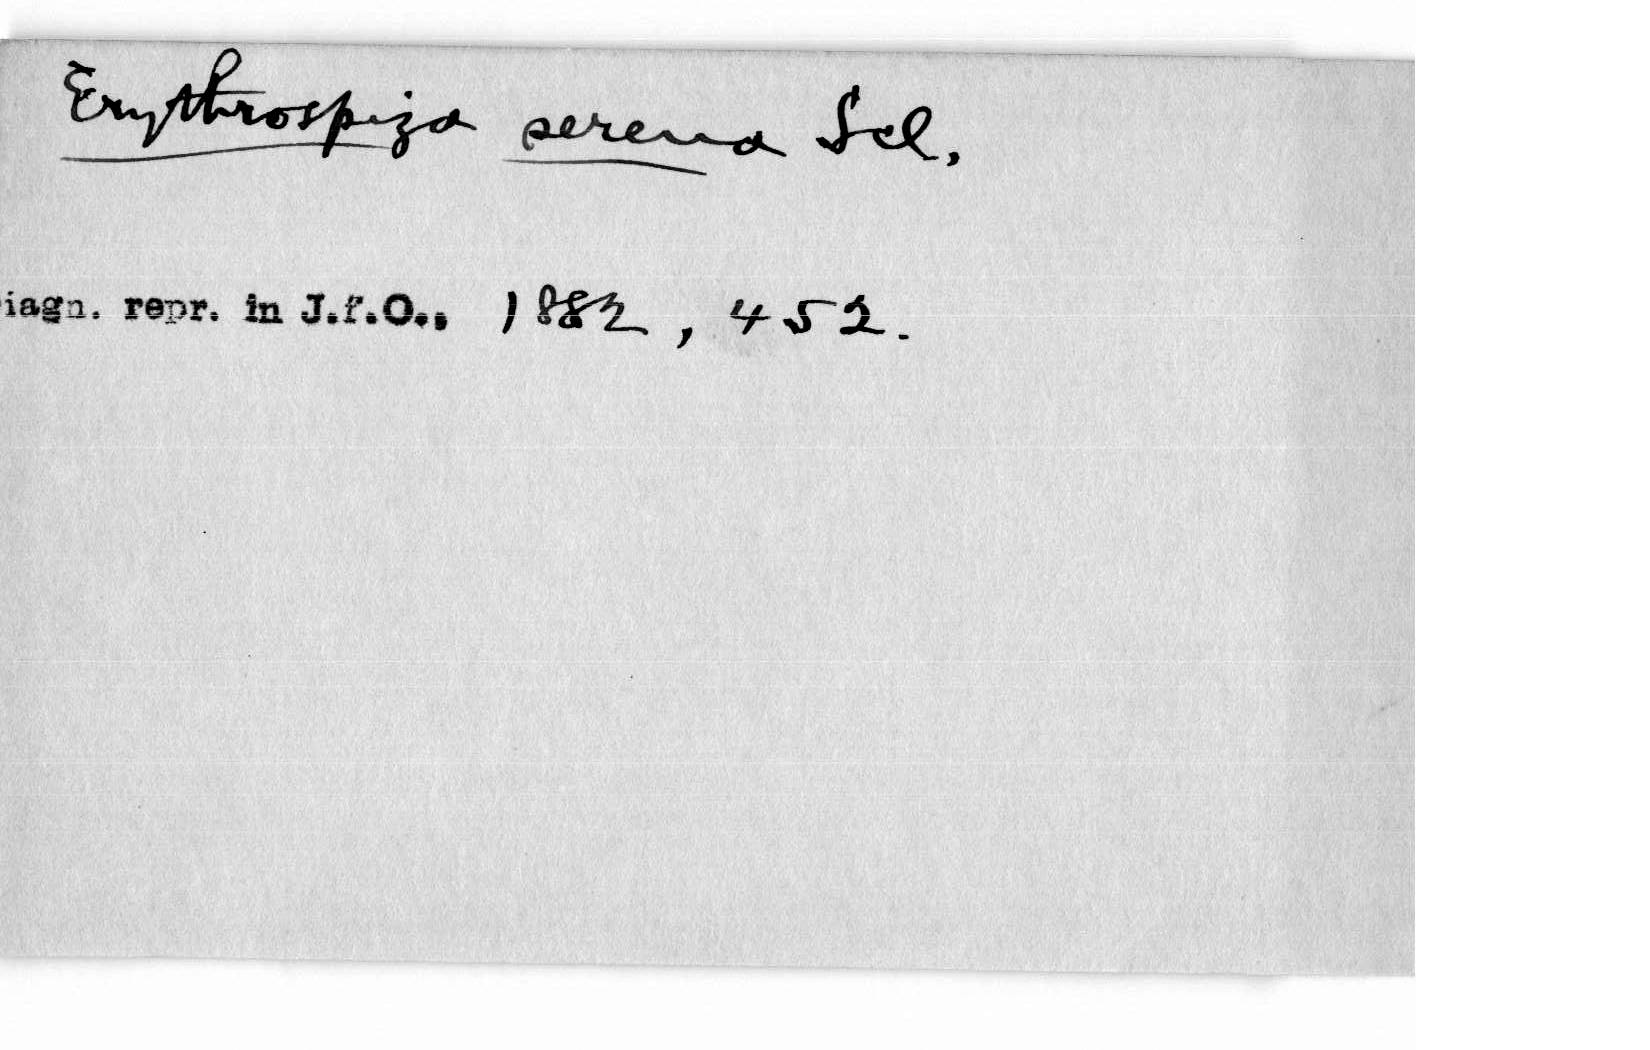 Erythrospiza serena Scl.
iagn. repr. in J.f.O., 1882, 452.